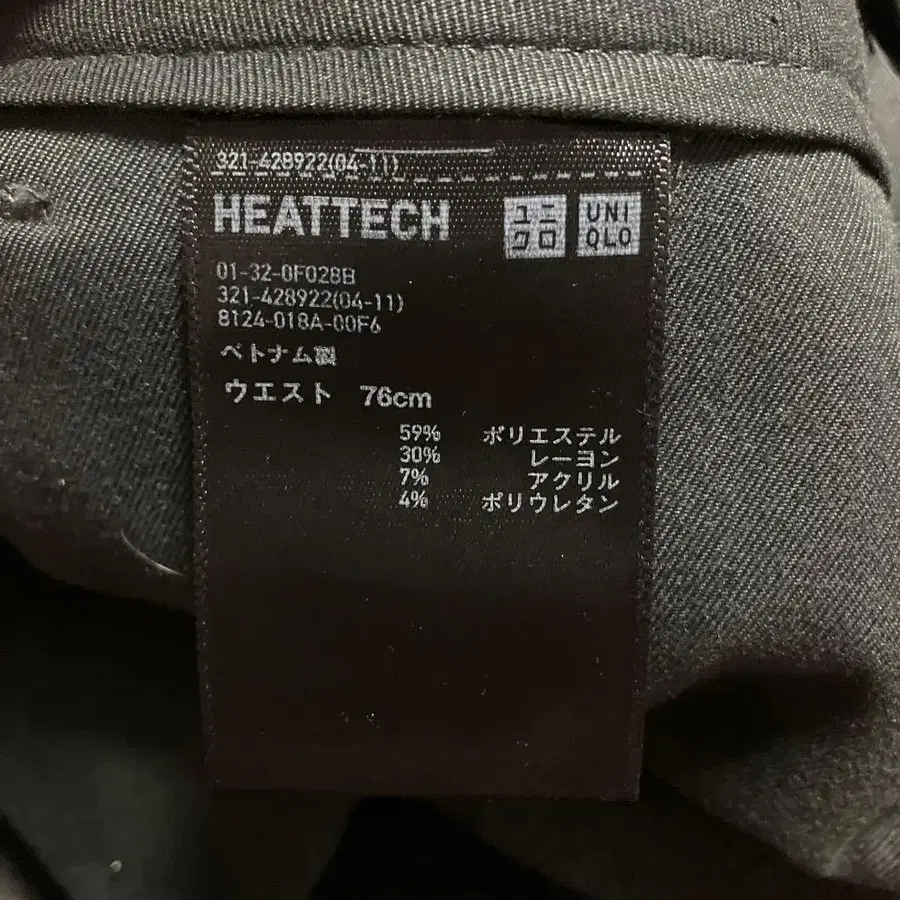 321-428922(04-11)
HEATTECH
ユニ
クロ
UNI
QLO
01-32-0F028B
321-428922(04-11)
8124-018A-00F6
ベトナム製
ウエスト 76cm
59% ポリエステル
30% レーヨン
7% アクリル
4% ポリウレタン